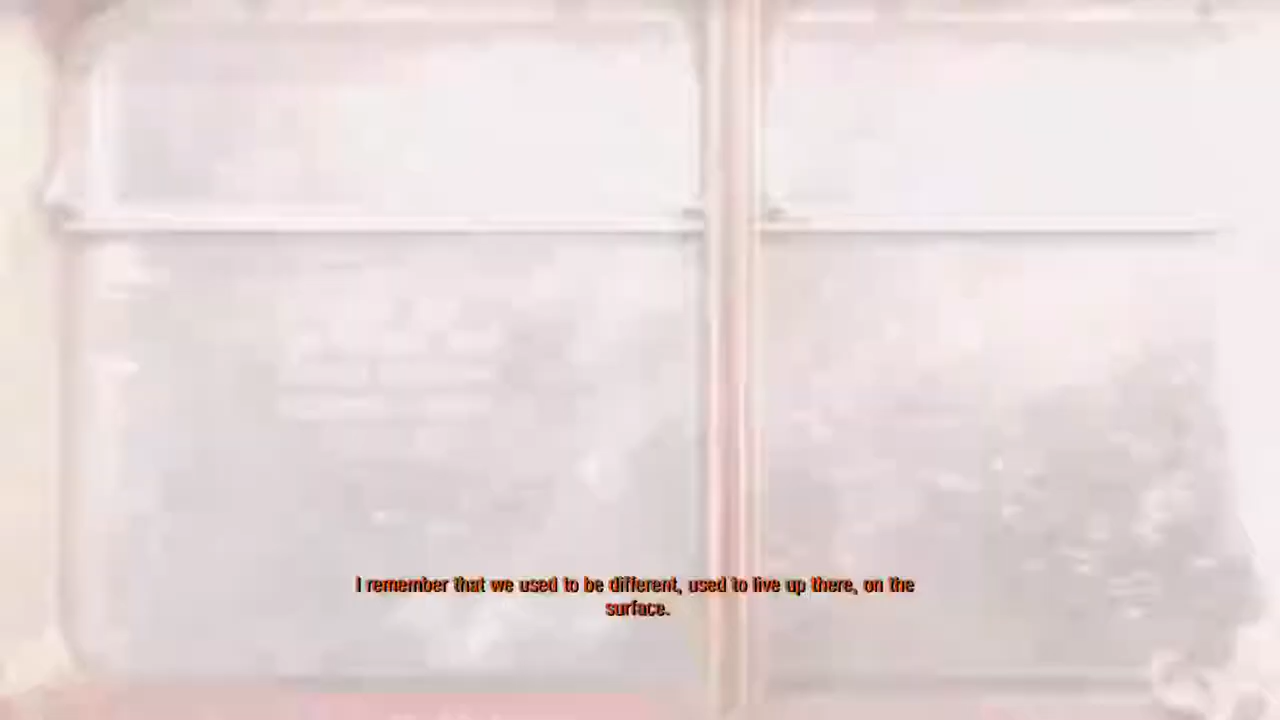 I remember that we used to be different, used to live up there, on the
surface.